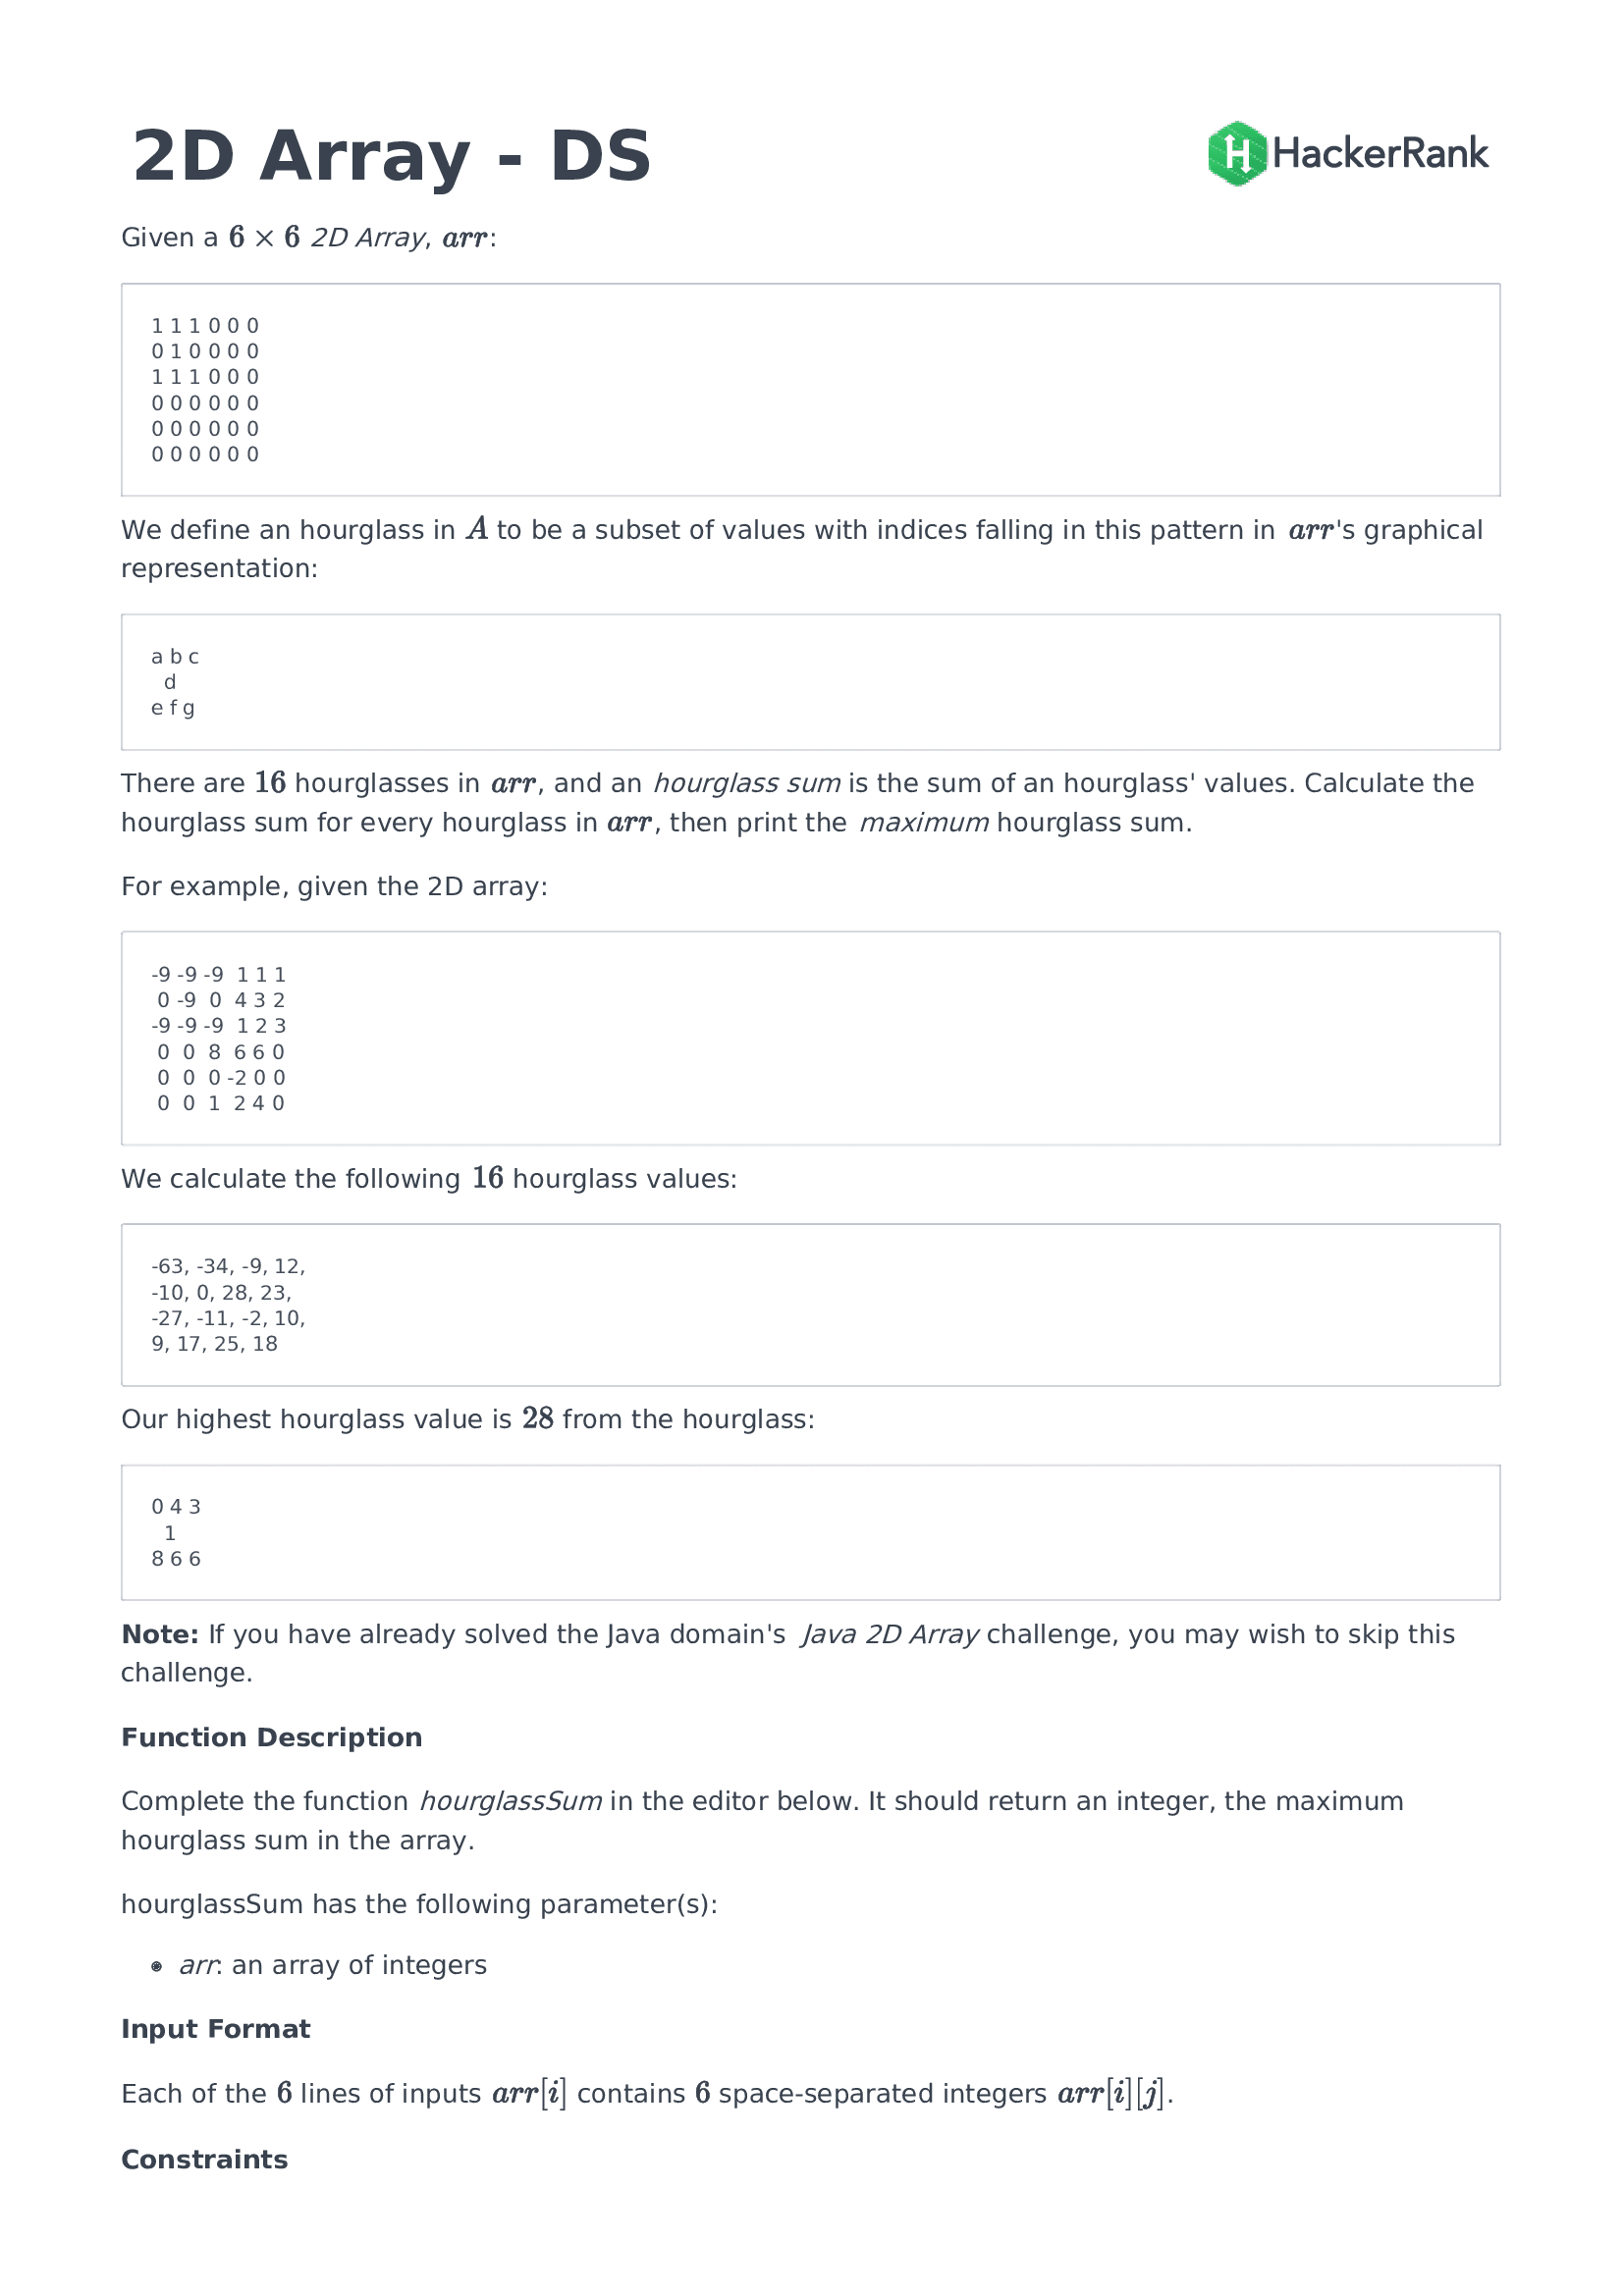 2D Array - DS
HackerRank
Given a 6 × 6 2D Array, arr:
1 1 1 0 0 0
0 1 0 0 0 0
1 1 1 0 0 0
0 0 0 0 0 0
0 0 0 0 0 0
0 0 0 0 0 0
We define an hourglass in A to be a subset of values with indices falling in this pattern in arr's graphical
representation:
a b c
d
e f g
There are 16 hourglasses in arr, and an hourglass sum is the sum of an hourglass' values. Calculate the
hourglass sum for every hourglass in arr, then print the maximum hourglass sum.
For example, given the 2D array:
-9 -9 -9 1 1 1
0 -9 0 4 3 2
-9 -9 -9 1 2 3
0 0 8 6 6 0
0 0 0 -2 0 0
0 0 1 2 4 0
We calculate the following 16 hourglass values:
-63, -34, -9, 12,
-10, 0, 28, 23,
-27, -11, -2, 10,
9, 17, 25, 18
Our highest hourglass value is 28 from the hourglass:
0 4 3
1
8 6 6
Note: If you have already solved the Java domain's Java 2D Array challenge, you may wish to skip this
challenge.
Function Description
Complete the function hourglassSum in the editor below. It should return an integer, the maximum
hourglass sum in the array.
hourglassSum has the following parameter(s):
• arr: an array of integers
Input Format
Each of the 6 lines of inputs arr[i] contains 6 space-separated integers arr[i][j].
Constraints